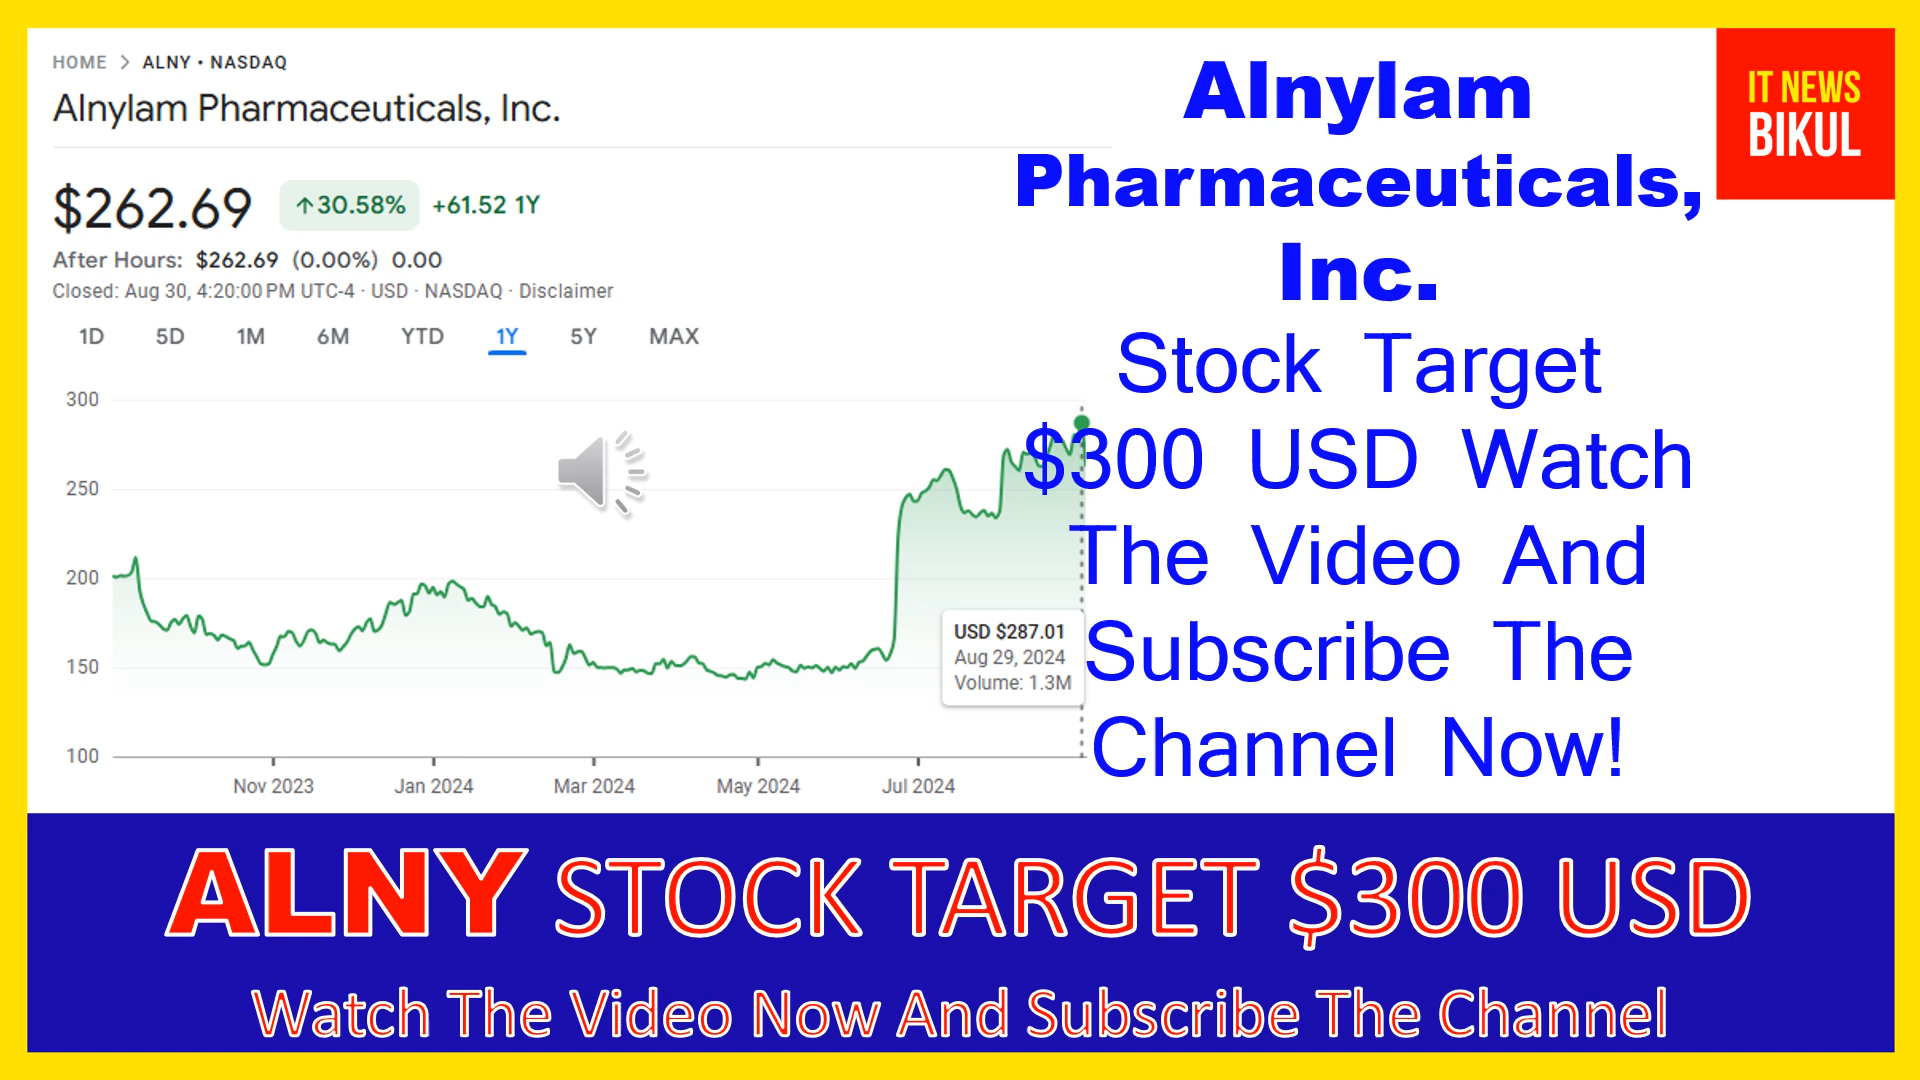 HOME > ALNY • NASDAQ
Alnylam Pharmaceuticals, Inc.
$262.69 ↑30.58% +61.52 1Y
After Hours: $262.69 (0.00%) 0.00
Closed: Aug 30, 4:20:00 PM UTC-4 · USD · NASDAQ · Disclaimer
1D 5D 1M 6M YTD 1Y 5Y MAX
300
250
200
150
100
USD $287.01
Aug 29, 2024
Volume: 1.3M
Nov 2023 Jan 2024 Mar 2024 May 2024 Jul 2024
Alnylam
Pharmaceuticals,
Inc.
Stock Target
$300 USD Watch
The Video And
Subscribe The
Channel Now!
IT NEWS
BIKUL
ALNY STOCK TARGET $300 USD
Watch The Video Now And Subscribe The Channel